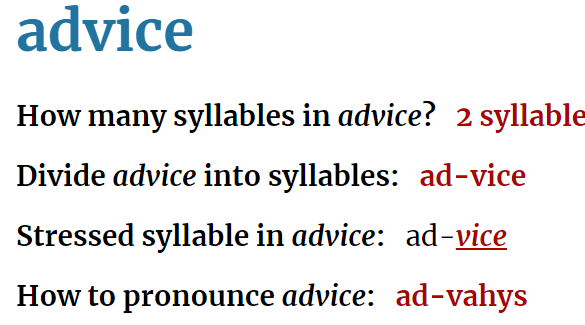 advice
How many syllables in advice? 2 syllable
Divide advice into syllables: ad-vice
Stressed syllable in advice: ad-vice
How to pronounce advice: ad-vahys